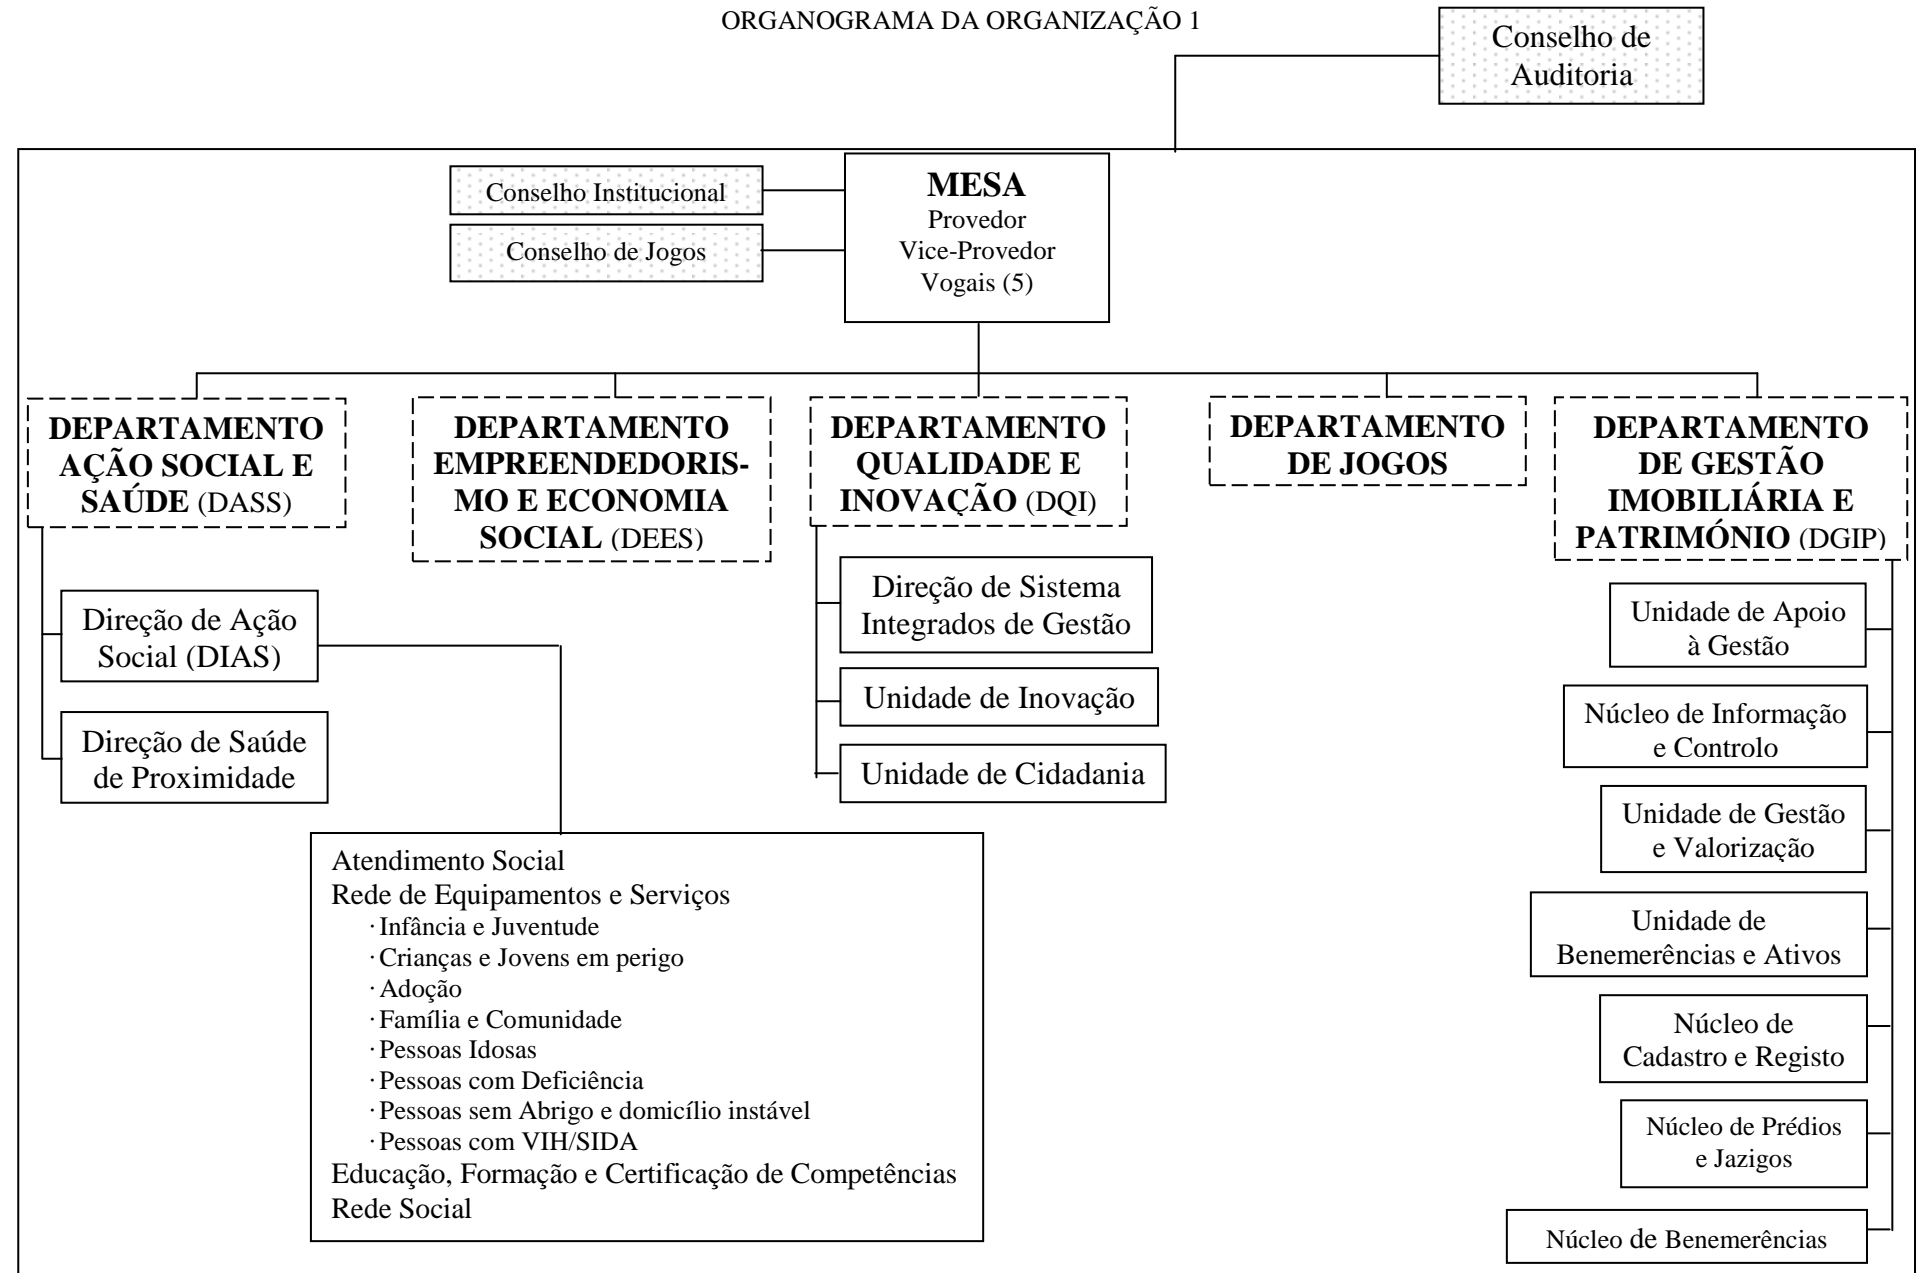 ORGANOGRAMA DA ORGANIZAÇÃO 1
Conselho de
Auditoria
Conselho Institucional
Conselho de Jogos
MESA
Provedor
Vice-Provedor
Vogais (5)
DEPARTAMENTO
AÇÃO SOCIAL E
SAÚDE (DASS)
DEPARTAMENTO
EMPREENDEDORIS-
MO E ECONOMIA
SOCIAL (DEES)
DEPARTAMENTO
QUALIDADE E
INOVAÇÃO (DQI)
DEPARTAMENTO
DE JOGOS
DEPARTAMENTO
DE GESTÃO
IMOBILIÁRIA E
PATRIMÓNIO (DGIP)
Direção de Ação
Social (DIAS)
Direção de Saúde
de Proximidade
Direção de Sistema
Integrados de Gestão
Unidade de Inovação
Unidade de Cidadania
Unidade de Apoio
à Gestão
Núcleo de Informação
e Controlo
Unidade de Gestão
e Valorização
Unidade de
Benemerências e Ativos
Núcleo de
Cadastro e Registo
Núcleo de Prédios
e Jazigos
Núcleo de Benemerências
Atendimento Social
Rede de Equipamentos e Serviços
· Infância e Juventude
· Crianças e Jovens em perigo
· Adoção
· Família e Comunidade
· Pessoas Idosas
· Pessoas com Deficiência
· Pessoas sem Abrigo e domicílio instável
· Pessoas com VIH/SIDA
Educação, Formação e Certificação de Competências
Rede Social